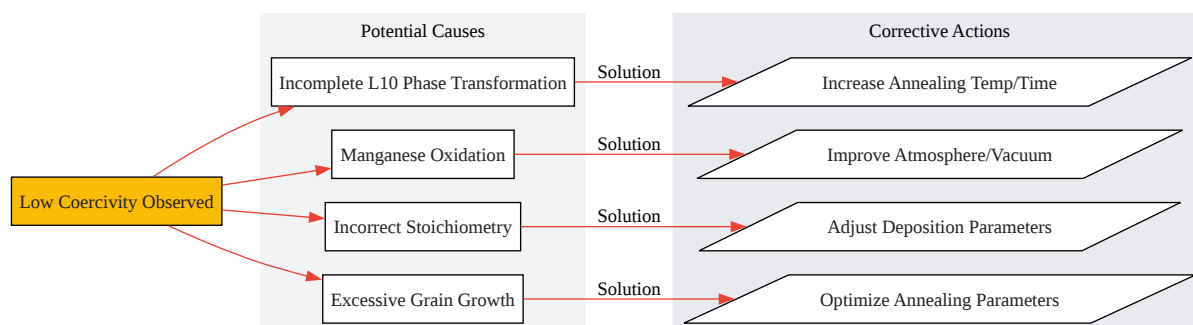 Potential Causes
Corrective Actions
Incomplete L10 Phase Transformation
Solution
Increase Annealing Temp/Time
Manganese Oxidation
Solution
Improve Atmosphere/Vacuum
Low Coercivity Observed
Incorrect Stoichiometry
Solution
Adjust Deposition Parameters
Excessive Grain Growth
Solution
Optimize Annealing Parameters